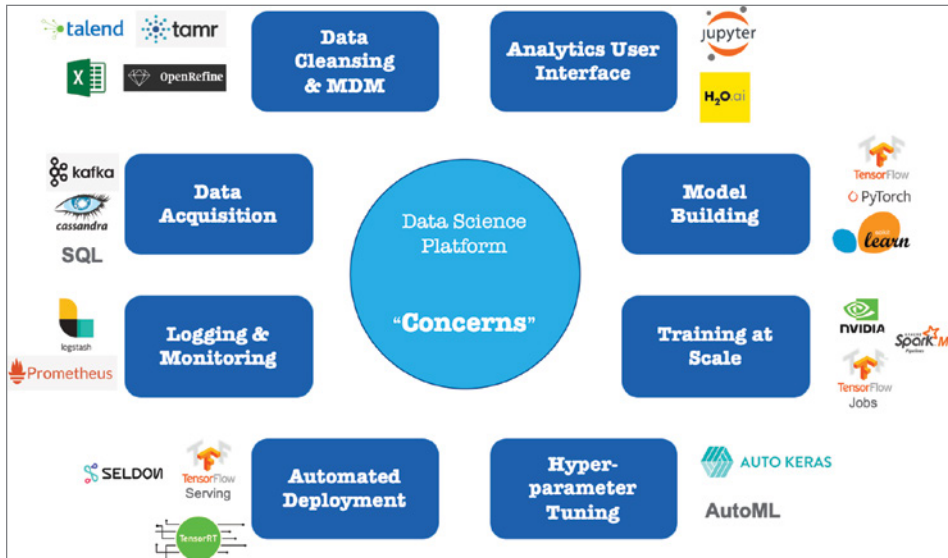 talend
tamr
OpenRefine
Data
Cleansing
& MDM
Analytics User
Interface
jupyter
H2O.ai
kafka
cassandra
SQL
Data
Acquisition
Data Science
Platform
"Concerns"
Model
Building
TensorFlow
PyTorch
learn
logstash
Prometheus
Logging &
Monitoring
Training at
Scale
NVIDIA
Spark M
Pipelines
TensorFlow
Jobs
SELDON
TensorFlow
Serving
TensorRT
Automated
Deployment
Hyper-
parameter
Tuning
AUTO KERAS
AutoML